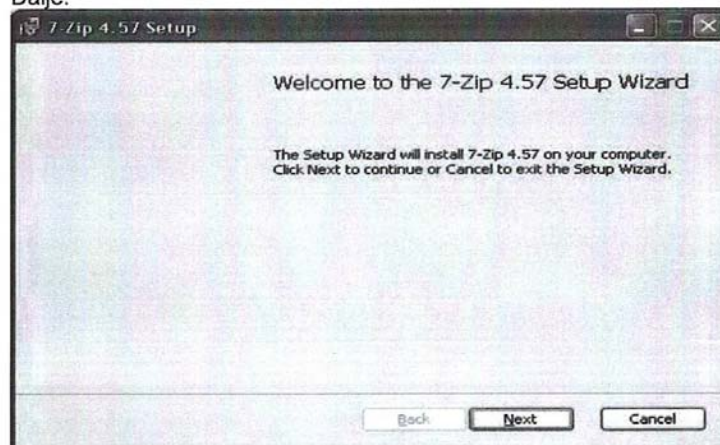 Dalje.
7-Zip 4.57 Setup
Welcome to the 7-Zip 4.57 Setup Wizard
The Setup Wizard will install 7-Zip 4.57 on your computer.
Click Next to continue or Cancel to exit the Setup Wizard.
Back Next Cancel